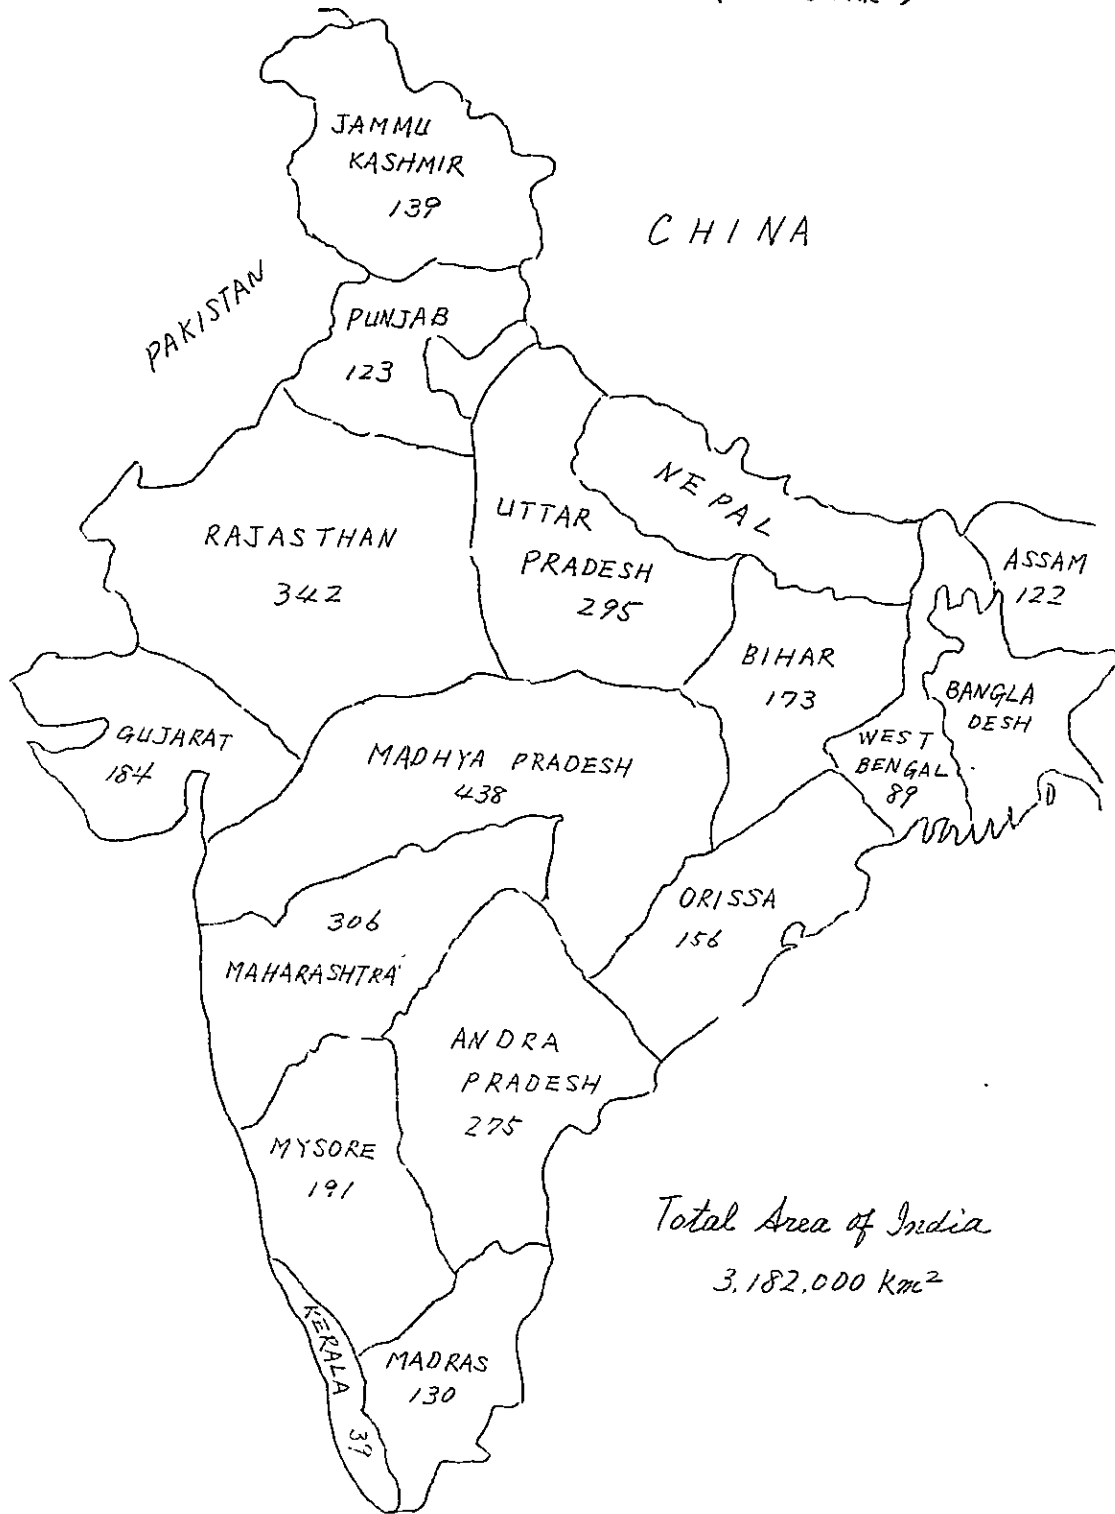 JAMMU
KASHMIR
139
CHINA
PAKISTAN
PUNJAB
123
NEPAL
RAJASTHAN
342
UTTAR
PRADESH
295
ASSAM
122
BIHAR
173
BANGLA
DESH
GUJARAT
184
MADHYA PRADESH
438
WEST
BENGAL
89
306
MAHARASHTRA
ORISSA
156
ANDRA
PRADESH
275
MYSORE
191
Total Area of India
3,182,000 Km²
KERALA
39
MADRAS
130